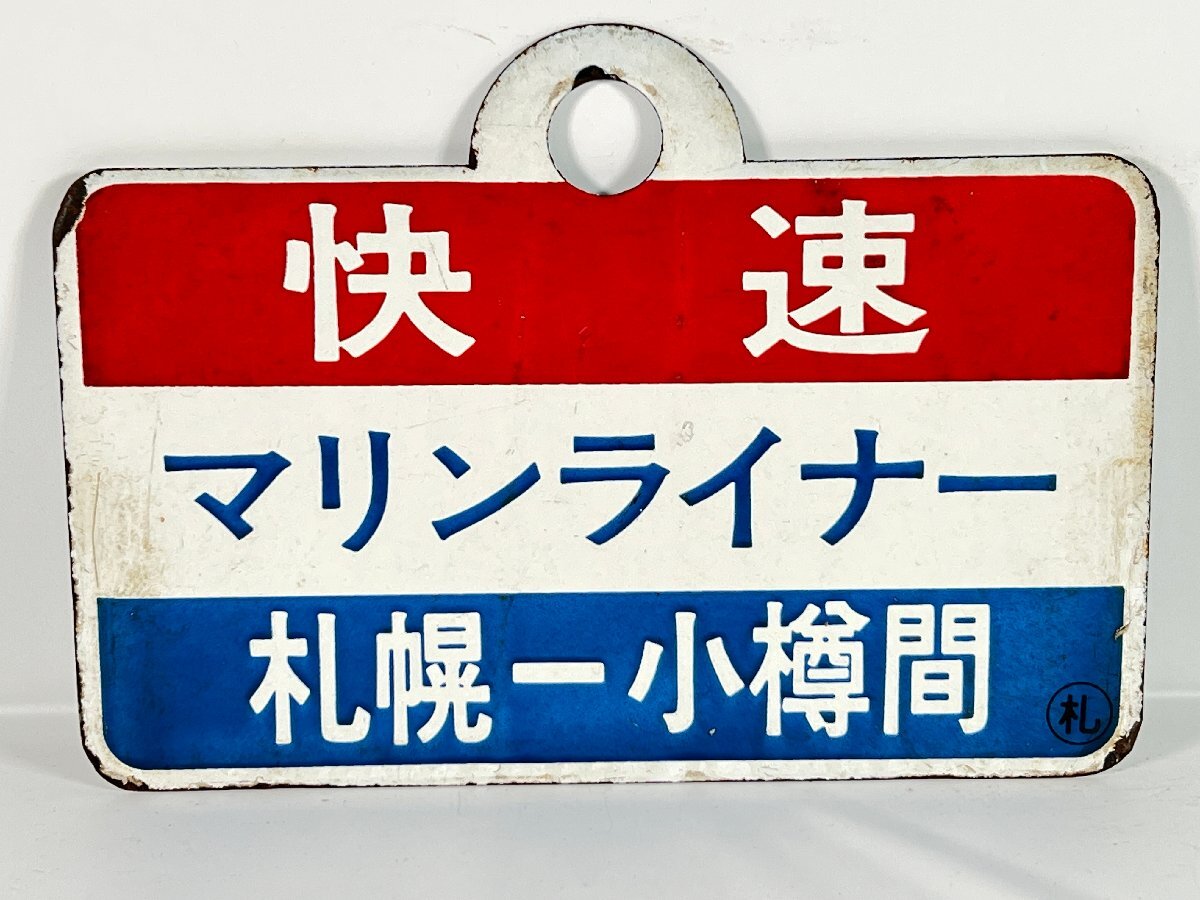 快速
マリンライナー
札幌ー小樽間
札